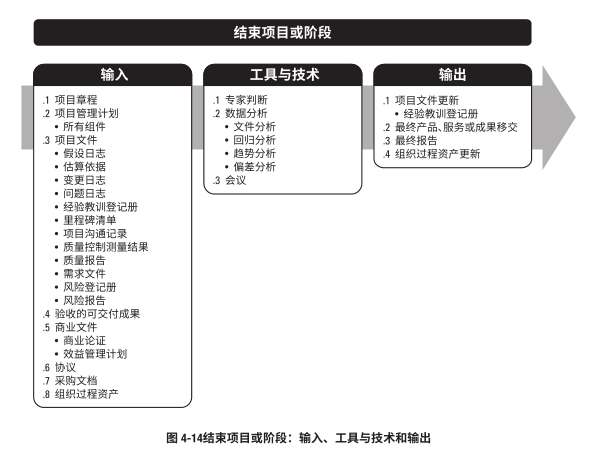 结束项目或阶段
输入
.1 项目章程
.2 项目管理计划
• 所有组件
.3 项目文件
• 假设日志
• 估算依据
• 变更日志
• 问题日志
• 经验教训登记册
• 里程碑清单
• 项目沟通记录
• 质量控制测量结果
• 质量报告
• 需求文件
• 风险登记册
• 风险报告
.4 验收的可交付成果
.5 商业文件
• 商业论证
• 效益管理计划
.6 协议
.7 采购文档
.8 组织过程资产
工具与技术
.1 专家判断
.2 数据分析
• 文件分析
• 回归分析
• 趋势分析
• 偏差分析
.3 会议
输出
.1 项目文件更新
• 经验教训登记册
.2 最终产品、服务或成果移交
.3 最终报告
.4 组织过程资产更新
图 4-14结束项目或阶段：输入、工具与技术和输出